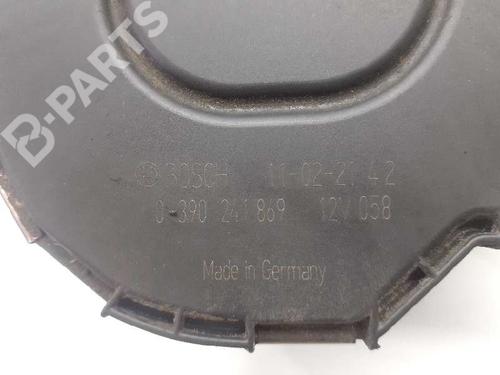 B-PARTS
BOSCH 11-02-21 42
0 390 241 869 12V 058
Made in Germany